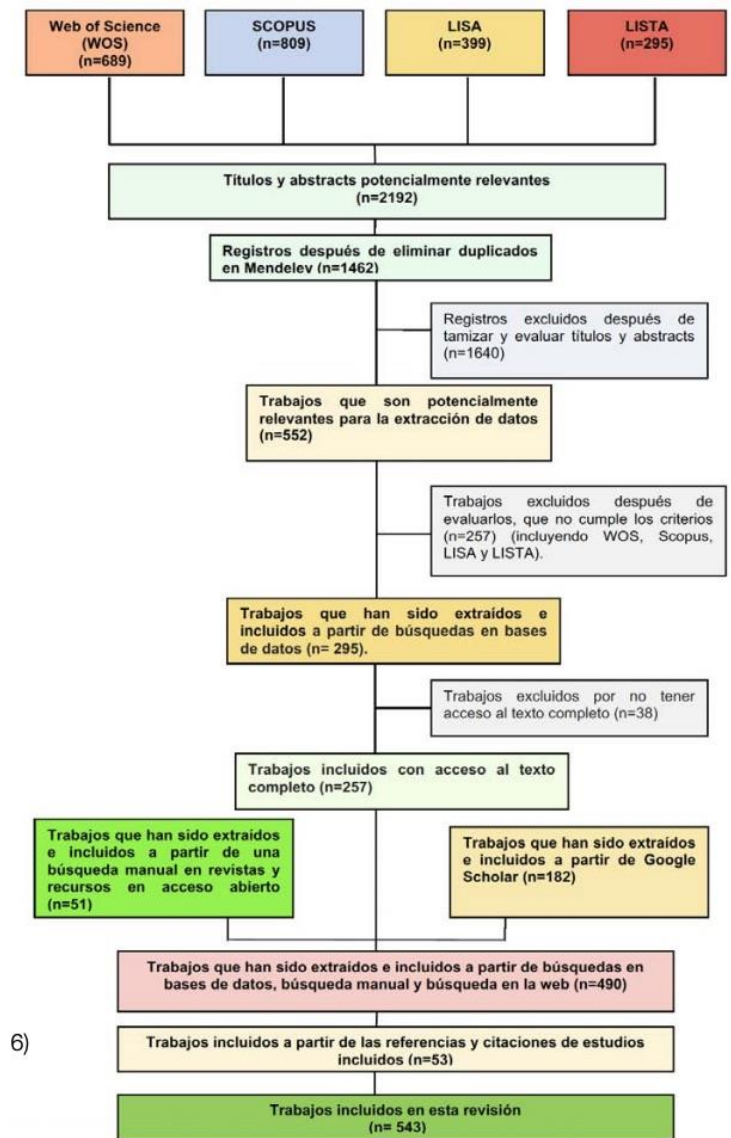 Web of Science
(WOS)
(n=689)
SCOPUS
(n=809)
LISA
(n=399)
LISTA
(n=295)
Títulos y abstracts potencialmente relevantes
(n=2192)
Registros después de eliminar duplicados
en Mendeley (n=1462)
Registros excluidos después de
tamizar y evaluar títulos y abstracts
(n=1640)
Trabajos que son potencialmente
relevantes para la extracción de datos
(n=552)
Trabajos excluidos después de
evaluarlos, que no cumple los criterios
(n=257) (incluyendo WOS, Scopus,
LISA y LISTA).
Trabajos que han sido extraídos e
incluidos a partir de búsquedas en bases
de datos (n= 295).
Trabajos excluidos por no tener
acceso al texto completo (n=38)
Trabajos incluidos con acceso al texto
completo (n=257)
Trabajos que han sido extraídos
e incluidos a partir de una
búsqueda manual en revistas y
recursos en acceso abierto
(n=51)
Trabajos que han sido extraídos
e incluidos a partir de Google
Scholar (n=182)
Trabajos que han sido extraídos e incluidos a partir de búsquedas en
bases de datos, búsqueda manual y búsqueda en la web (n=490)
6)
Trabajos incluidos a partir de las referencias y citaciones de estudios
incluidos (n=53)
Trabajos incluidos en esta revisión
(n= 543)